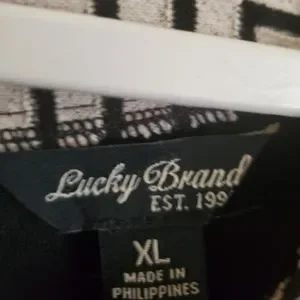 Lucky Brand
EST. 199
XL
MADE IN
PHILIPPINES